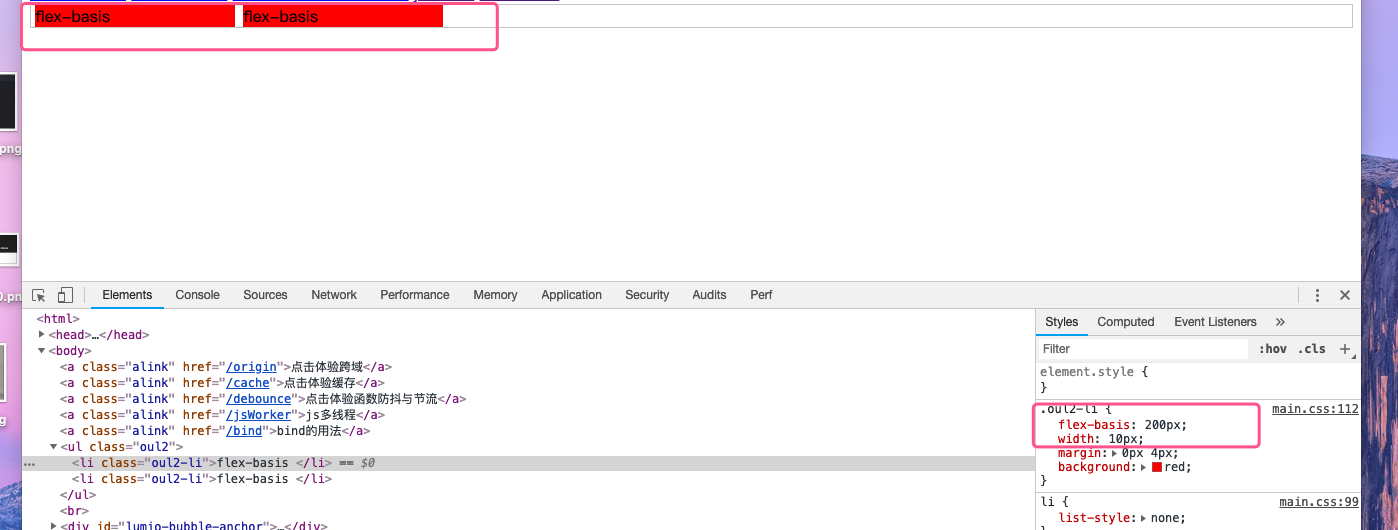 flex-basis flex-basis
png
0.pn
g
Elements Console Sources Network Performance Memory Application Security Audits Perf
<html>
<head>…</head>
<body>
<a class="alink" href="/origin">点击体验跨域</a>
<a class="alink" href="/cache">点击体验缓存</a>
<a class="alink" href="/debounce">点击体验函数防抖与节流</a>
<a class="alink" href="/jsWorker">js多线程</a>
<a class="alink" href="/bind">bind的用法</a>
<ul class="oul2">
… <li class="oul2-li">flex-basis </li> == $0
<li class="oul2-li">flex-basis </li>
</ul>
<br>
<div id="lumio-bubble-anchor">…</div>
Styles Computed Event Listeners »
Filter :hov .cls +
element.style {
}
.oul2-li { main.css:112
flex-basis: 200px;
width: 10px;
margin: 0px 4px;
background: red;
}
li { main.css:99
list-style: none;